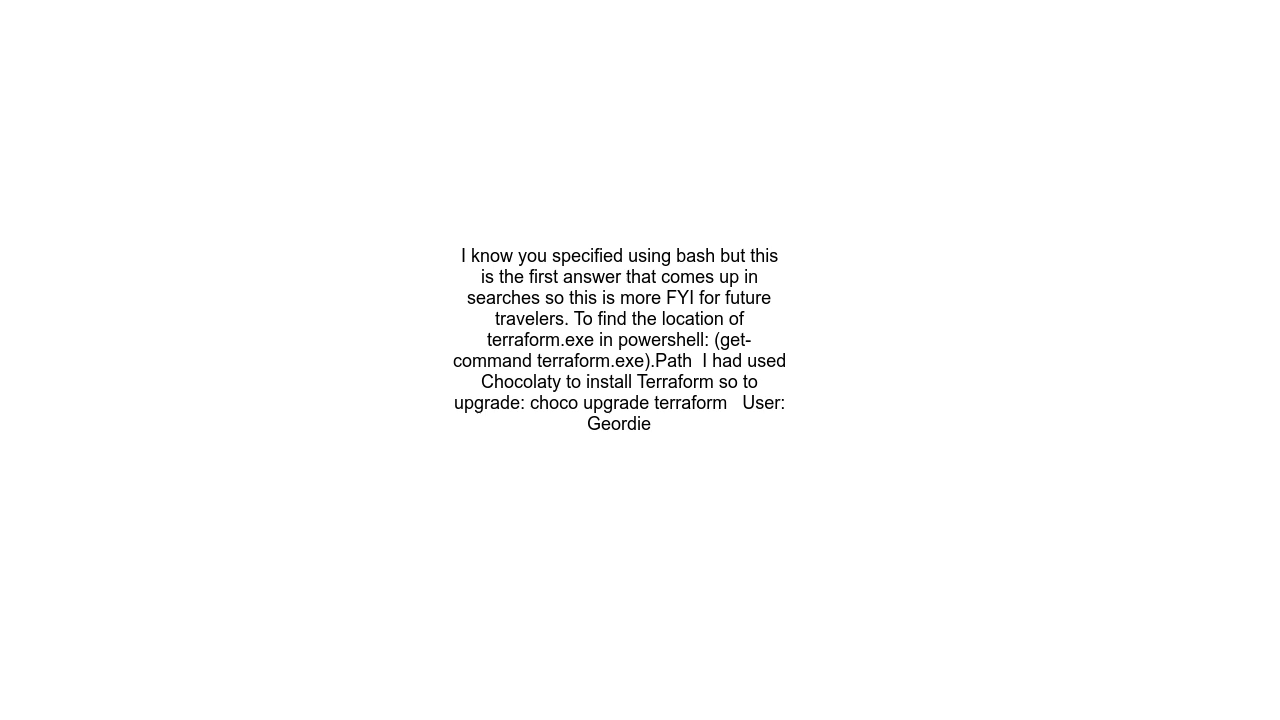 I know you specified using bash but this
is the first answer that comes up in
searches so this is more FYI for future
travelers. To find the location of
terraform.exe in powershell: (get-
command terraform.exe).Path  I had used
Chocolaty to install Terraform so to
upgrade: choco upgrade terraform   User:
Geordie